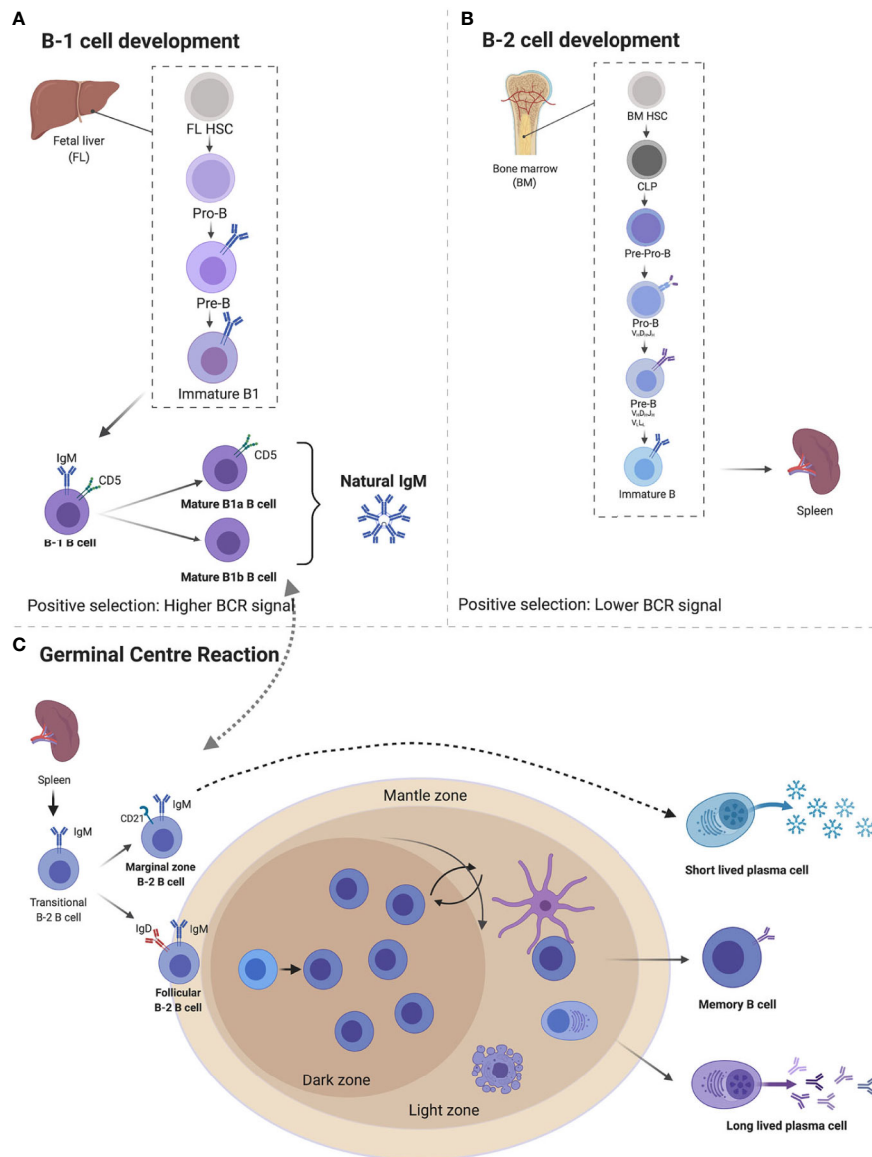 A
B-1 cell development
Fetal liver
(FL)
FL HSC
Pro-B
Pre-B
Immature B1
IgM
CD5
B-1 B cell
CD5
Mature B1a B cell
Mature B1b B cell
Natural IgM
Positive selection: Higher BCR signal
B
B-2 cell development
Bone marrow
(BM)
BM HSC
CLP
Pre-Pro-B
Pro-B
VHDHJH
Pre-B
VHDHJH
VLLL
Immature B
Spleen
Positive selection: Lower BCR signal
C
Germinal Centre Reaction
Spleen
IgM
Transitional
B-2 B cell
CD21
IgM
Marginal zone
B-2 B cell
IgD
IgM
Follicular
B-2 B cell
Mantle zone
Dark zone
Light zone
Short lived plasma cell
Memory B cell
Long lived plasma cell